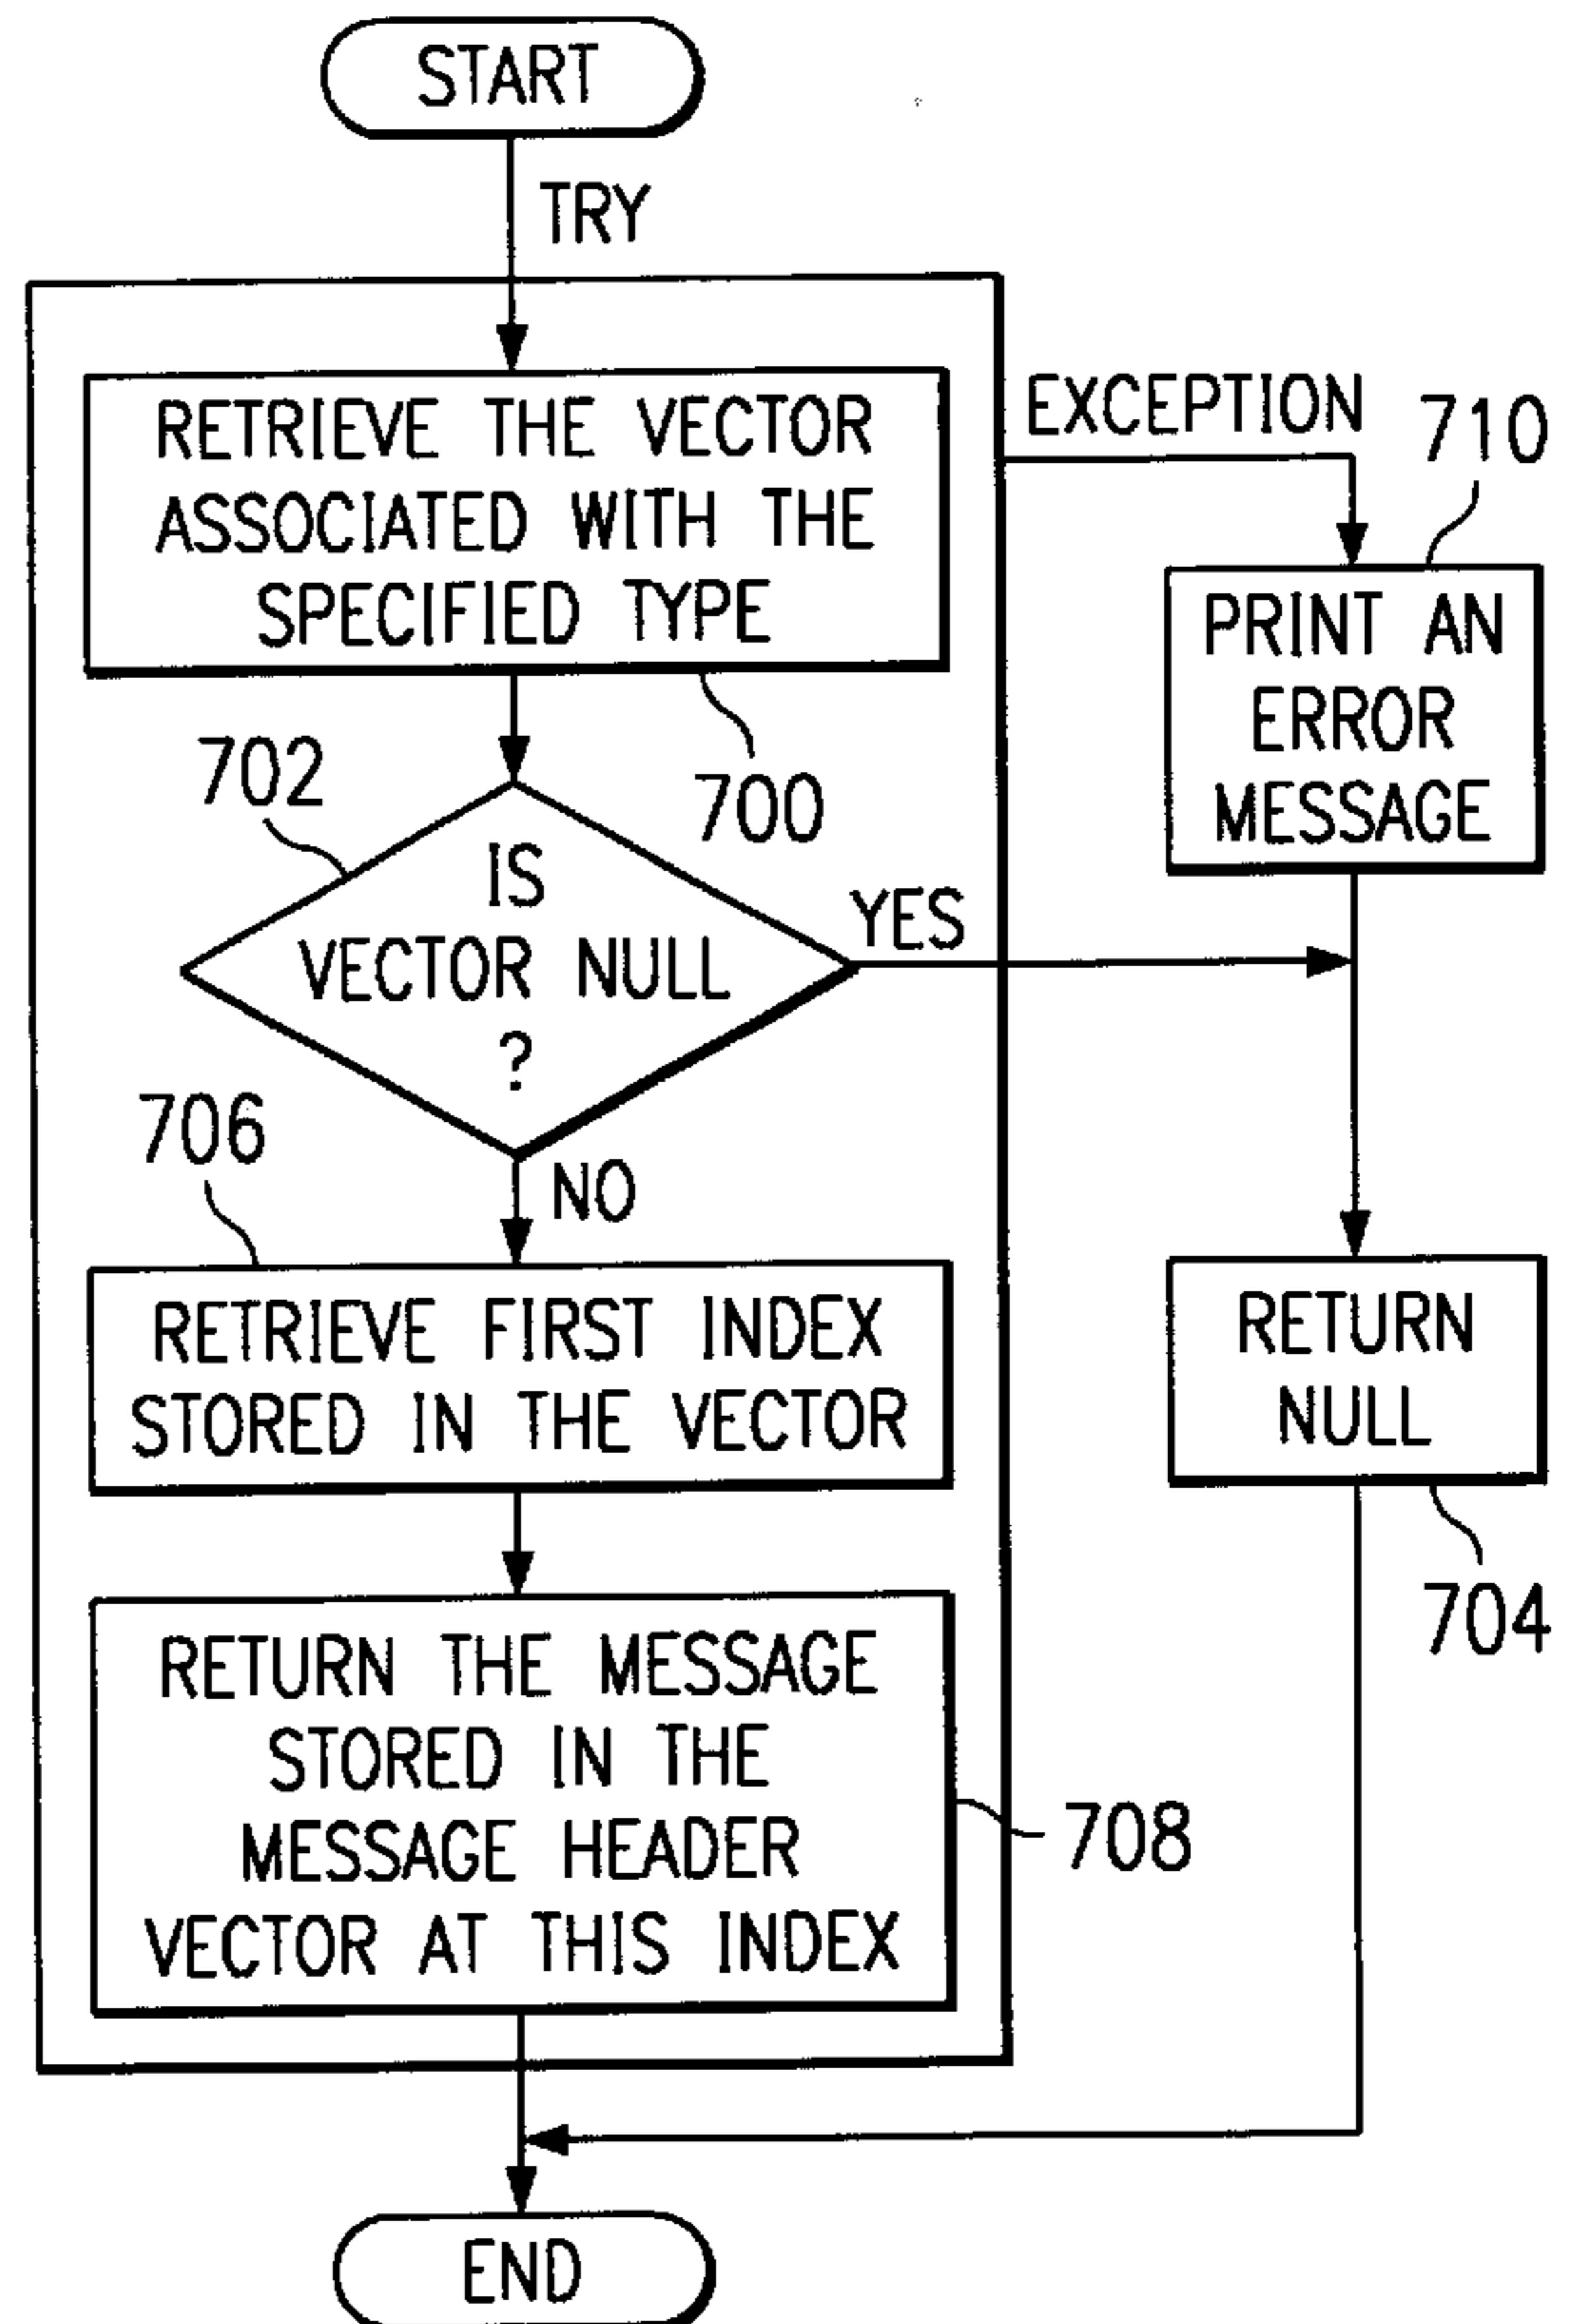 START
TRY
RETRIEVE THE VECTOR
ASSOCIATED WITH THE
SPECIFIED TYPE
700
EXCEPTION
710
PRINT AN
ERROR
MESSAGE
702
IS
VECTOR NULL
?
YES
NO
706
RETRIEVE FIRST INDEX
STORED IN THE VECTOR
RETURN
NULL
704
RETURN THE MESSAGE
STORED IN THE
MESSAGE HEADER
VECTOR AT THIS INDEX
708
END